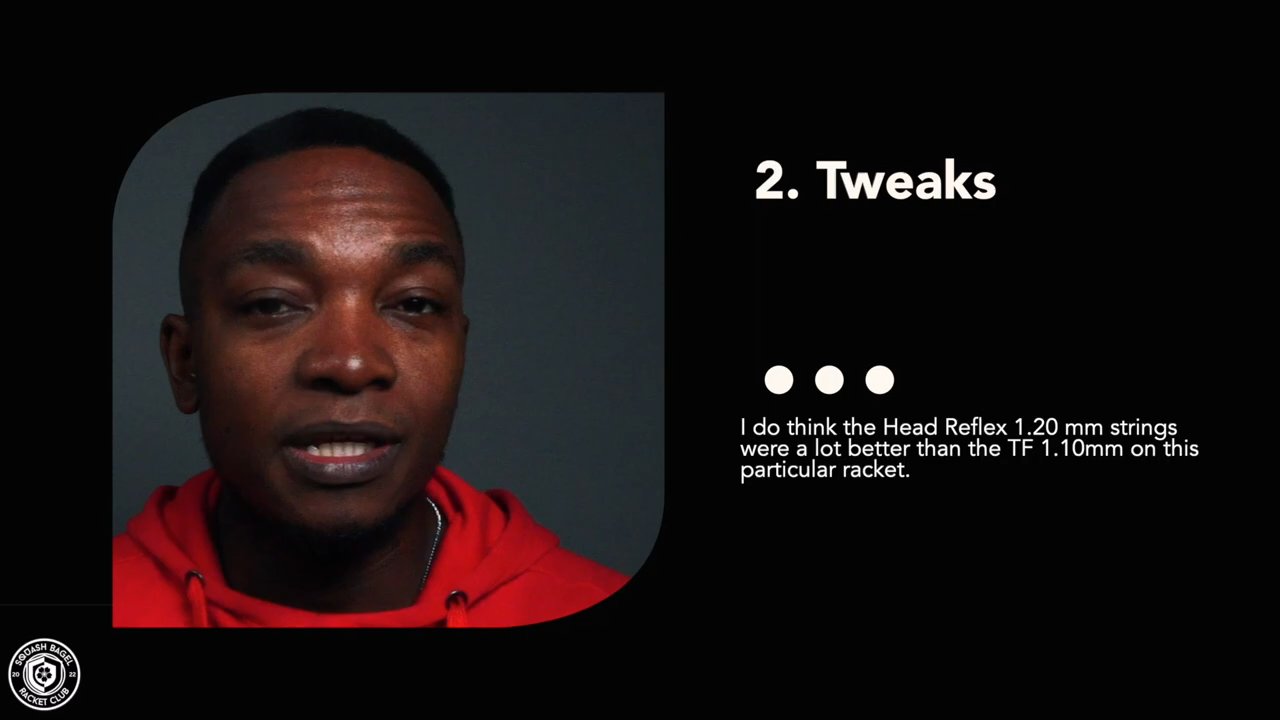 2. Tweaks
I do think the Head Reflex 1.20 mm strings
were a lot better than the TF 1.10mm on this
particular racket.
SQUASH BAGEL
20 22
RACKET CLUB